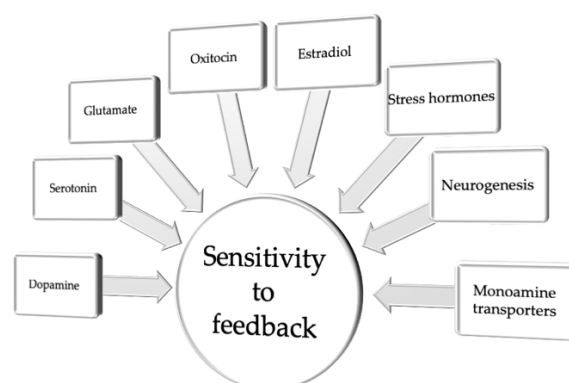 Oxitocin
Estradiol
Glutamate
Stress hormones
Serotonin
Neurogenesis
Dopamine
Sensitivity
to
feedback
Monoamine
transporters